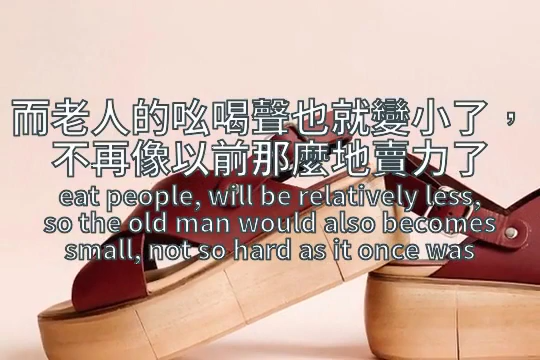 而老人的吆喝聲也就變小了，
不再像以前那麼地賣力了
eat people, will be relatively less,
so the old man would also becomes
small, not so hard as it once was